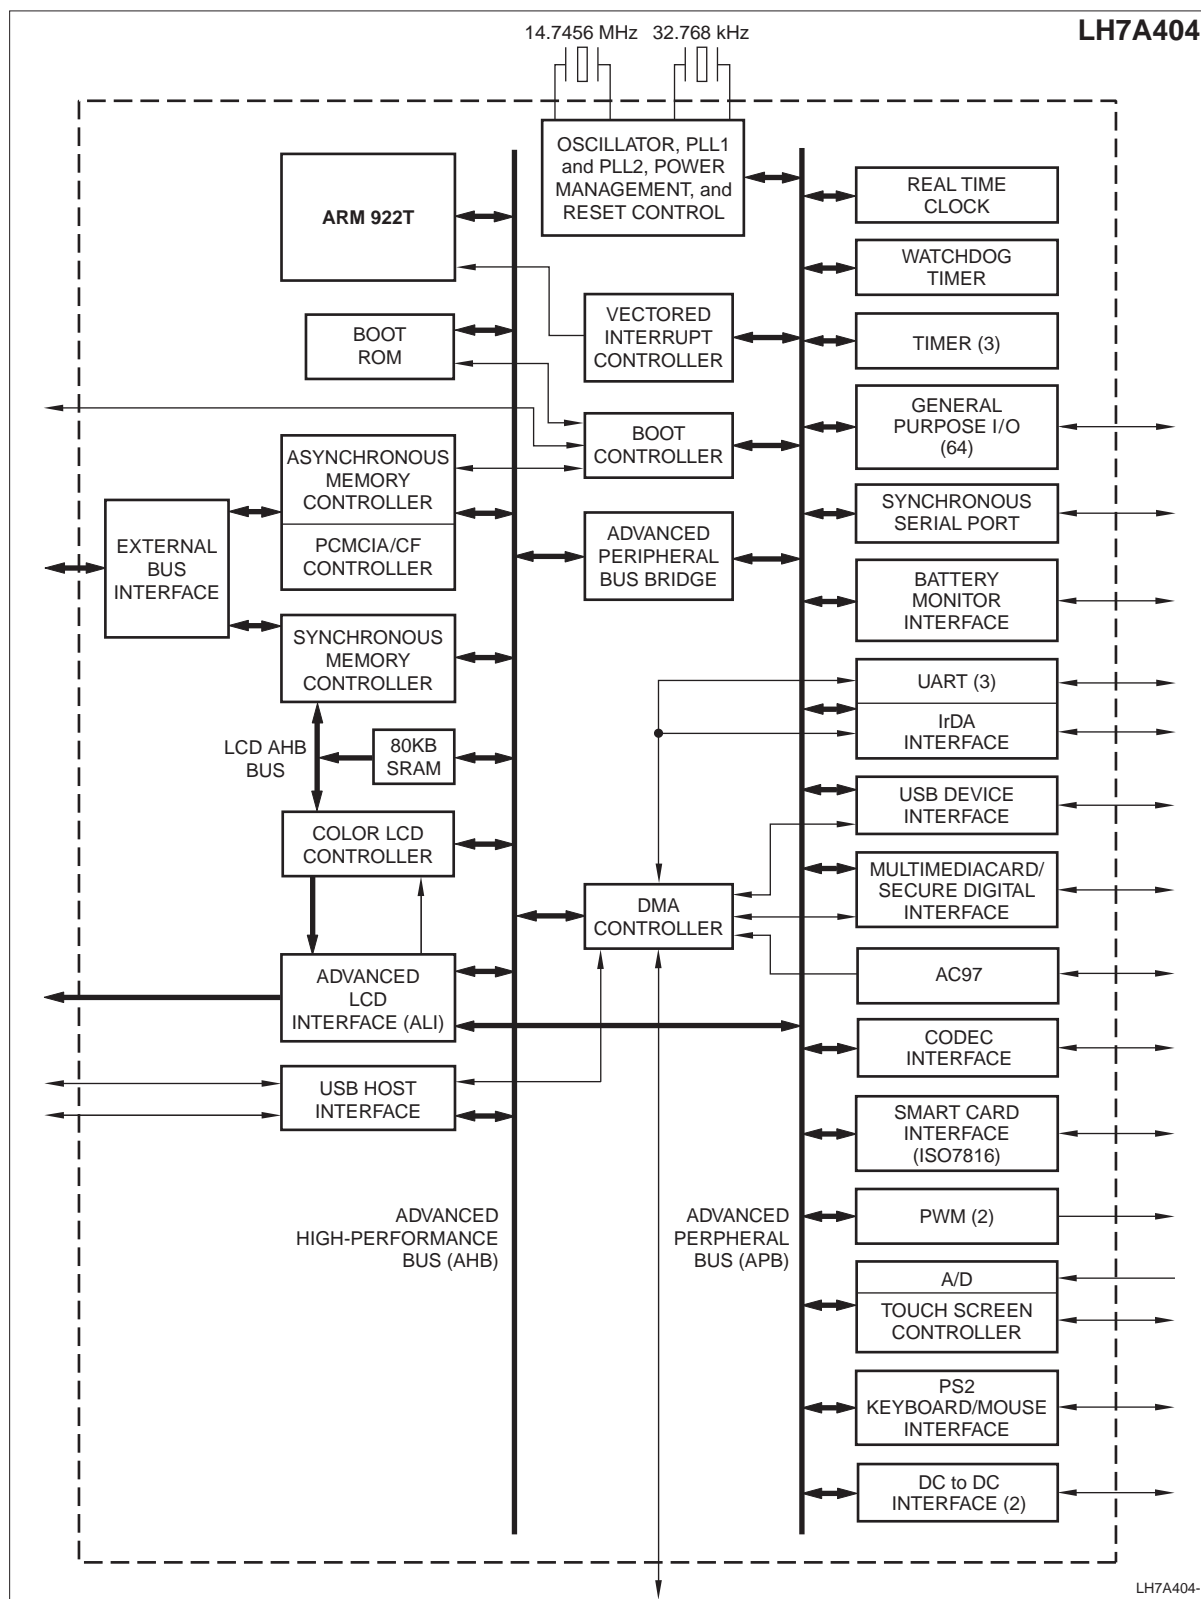 14.7456 MHz 32.768 kHz
LH7A404
OSCILLATOR, PLL1
and PLL2, POWER
MANAGEMENT, and
RESET CONTROL
ARM 922T
REAL TIME
CLOCK
WATCHDOG
TIMER
VECTORED
INTERRUPT
CONTROLLER
BOOT
ROM
TIMER (3)
GENERAL
PURPOSE I/O
(64)
BOOT
CONTROLLER
ASYNCHRONOUS
MEMORY
CONTROLLER
PCMCIA/CF
CONTROLLER
EXTERNAL
BUS
INTERFACE
SYNCHRONOUS
SERIAL PORT
ADVANCED
PERIPHERAL
BUS BRIDGE
BATTERY
MONITOR
INTERFACE
SYNCHRONOUS
MEMORY
CONTROLLER
UART (3)
IrDA
INTERFACE
LCD AHB
BUS
80KB
SRAM
USB DEVICE
INTERFACE
COLOR LCD
CONTROLLER
MULTIMEDIACARD/
SECURE DIGITAL
INTERFACE
DMA
CONTROLLER
AC97
ADVANCED
LCD
INTERFACE (ALI)
CODEC
INTERFACE
USB HOST
INTERFACE
SMART CARD
INTERFACE
(ISO7816)
ADVANCED
HIGH-PERFORMANCE
BUS (AHB)
ADVANCED
PERPHERAL
BUS (APB)
PWM (2)
A/D
TOUCH SCREEN
CONTROLLER
PS2
KEYBOARD/MOUSE
INTERFACE
DC to DC
INTERFACE (2)
LH7A404-